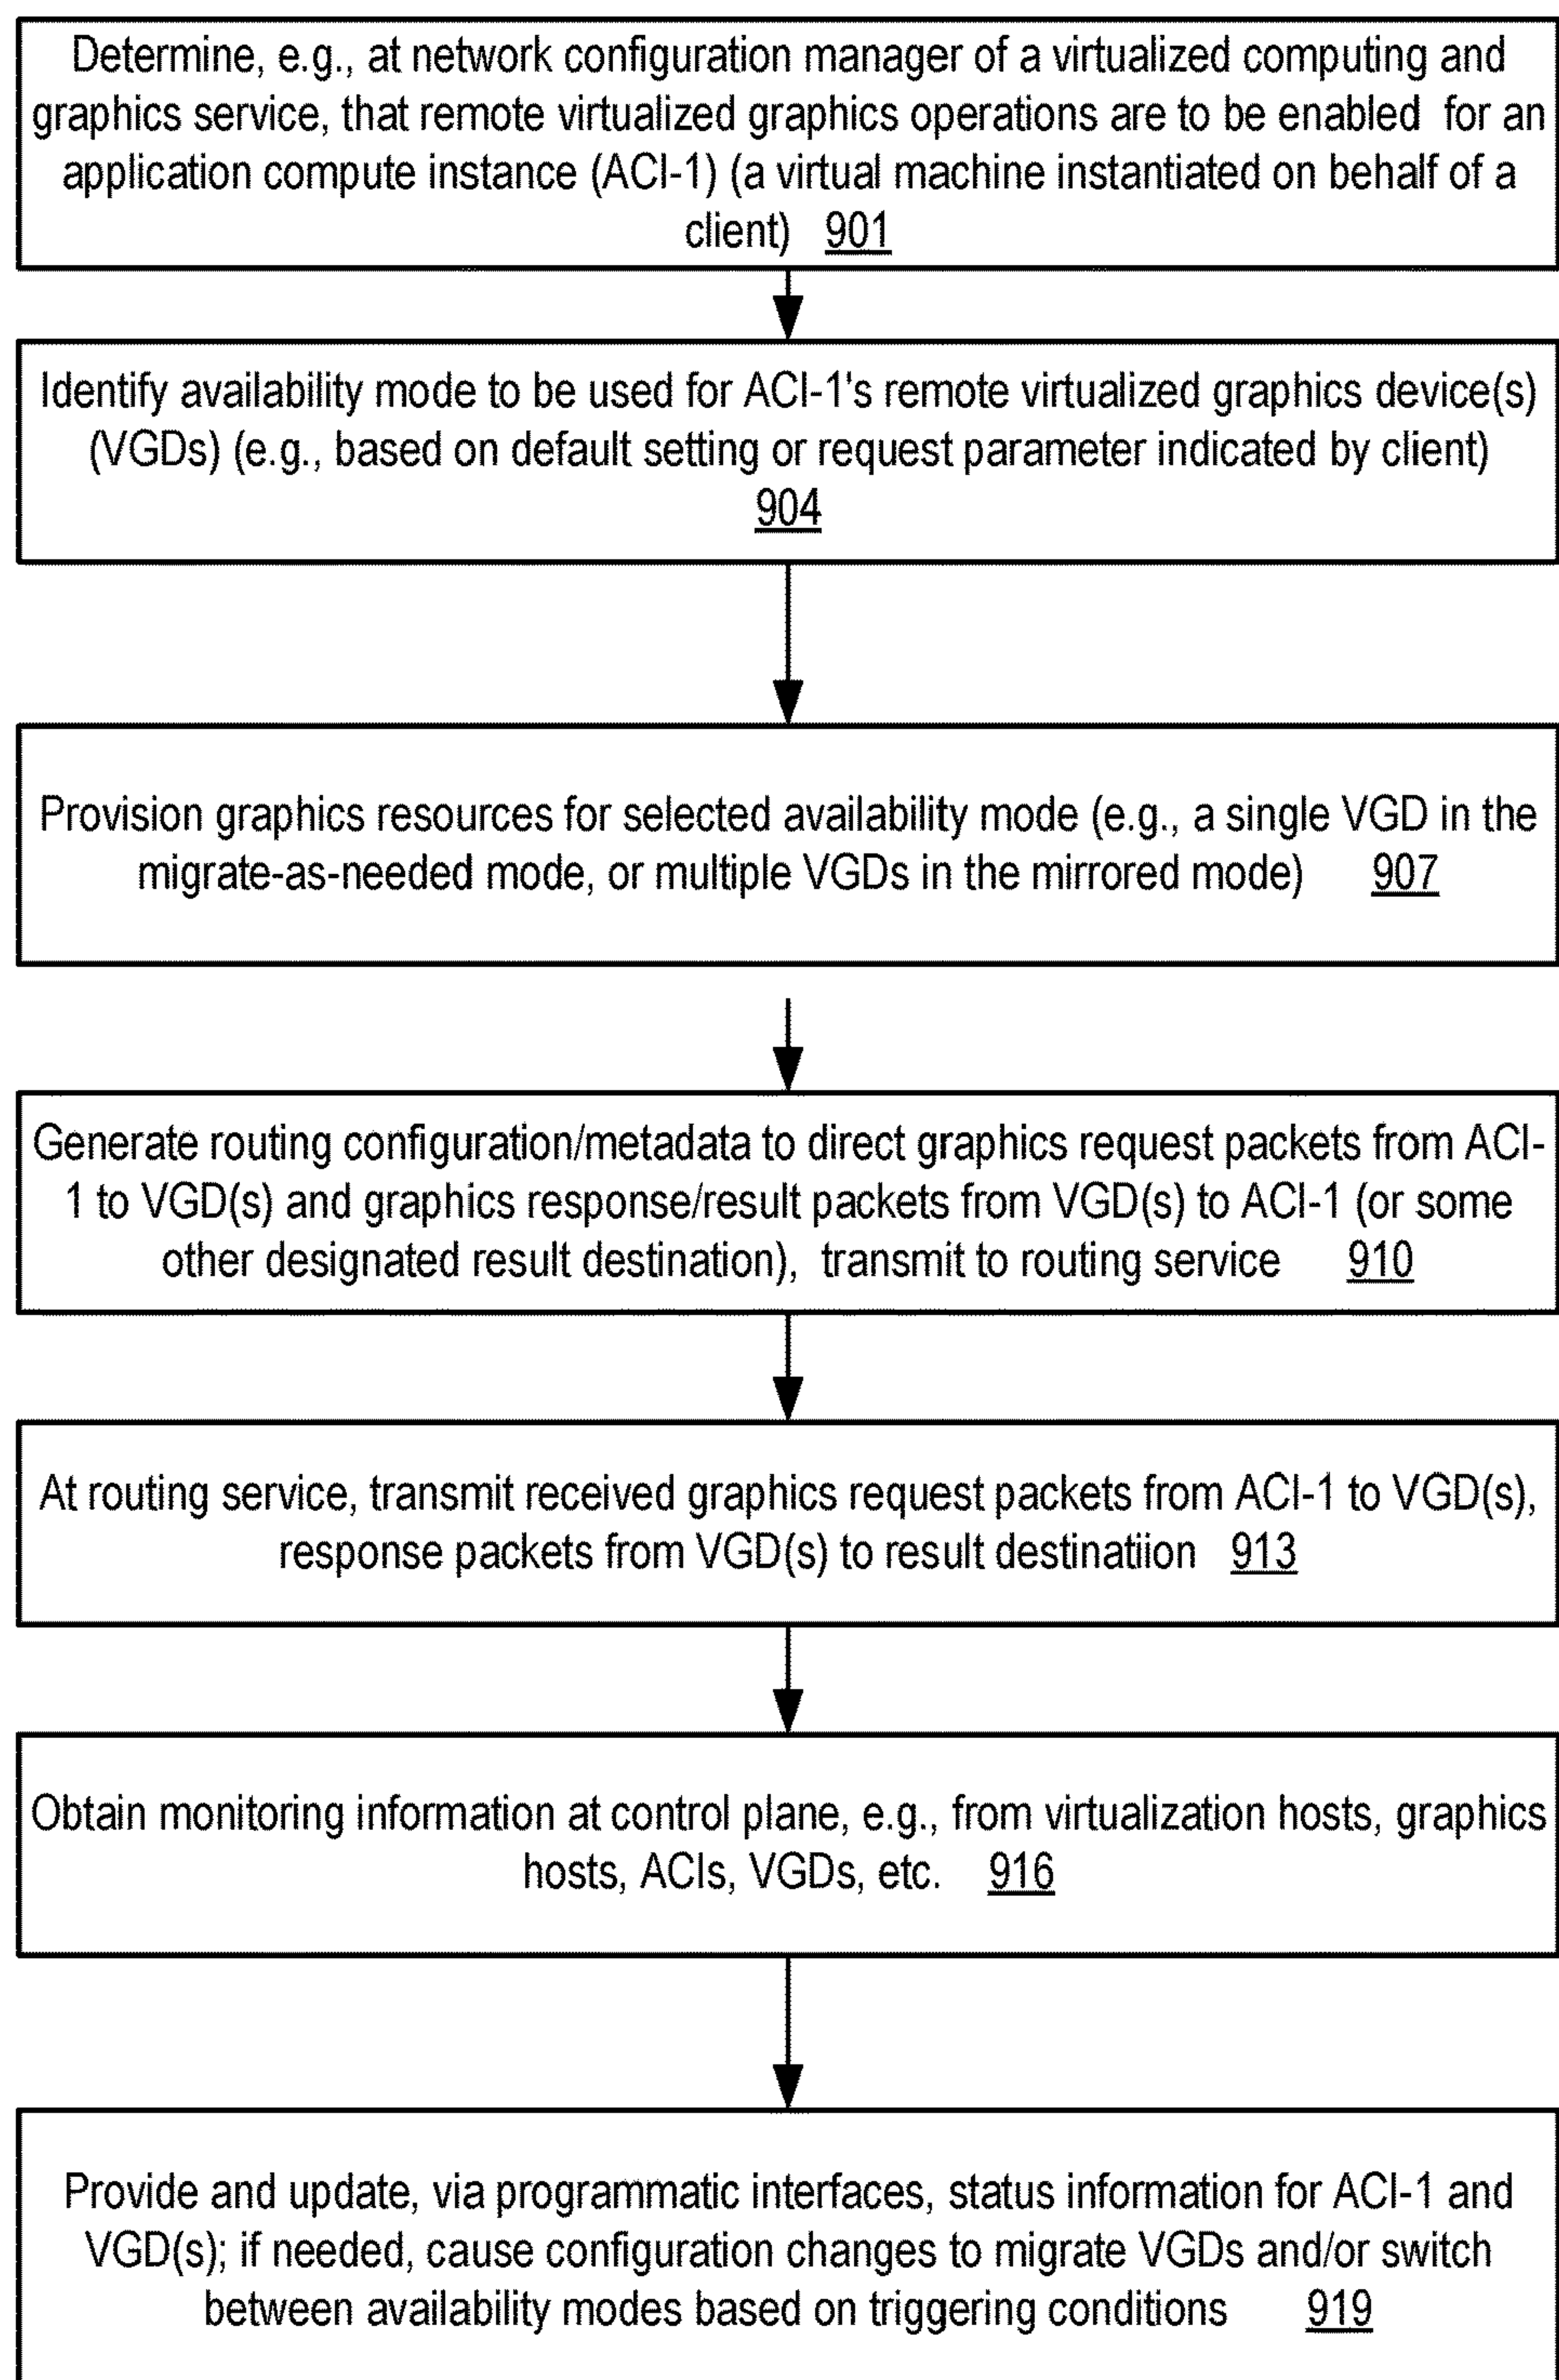 Determine, e.g., at network configuration manager of a virtualized computing and
graphics service, that remote virtualized graphics operations are to be enabled for an
application compute instance (ACI-1) (a virtual machine instantiated on behalf of a
client) 901
Identify availability mode to be used for ACI-1's remote virtualized graphics device(s)
(VGDs) (e.g., based on default setting or request parameter indicated by client)
904
Provision graphics resources for selected availability mode (e.g., a single VGD in the
migrate-as-needed mode, or multiple VGDs in the mirrored mode) 907
Generate routing configuration/metadata to direct graphics request packets from ACI-
1 to VGD(s) and graphics response/result packets from VGD(s) to ACI-1 (or some
other designated result destination), transmit to routing service 910
At routing service, transmit received graphics request packets from ACI-1 to VGD(s),
response packets from VGD(s) to result destinatiion 913
Obtain monitoring information at control plane, e.g., from virtualization hosts, graphics
hosts, ACIs, VGDs, etc. 916
Provide and update, via programmatic interfaces, status information for ACI-1 and
VGD(s); if needed, cause configuration changes to migrate VGDs and/or switch
between availability modes based on triggering conditions 919